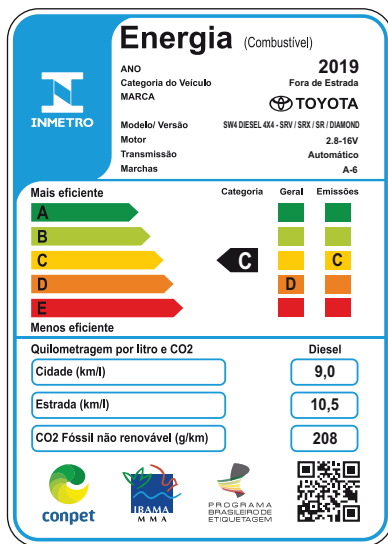 Energia (Combustível)
ANO 2019
Categoria do Veículo Fora de Estrada
MARCA TOYOTA
INMETRO
Modelo/ Versão SW4 DIESEL 4X4 - SRV / SRX / SR / DIAMOND
Motor 2.8-16V
Transmissão Automático
Marchas A-6
Mais eficiente Categoria Geral Emissões
A
B
C C C
D D
E
Menos eficiente
Quilometragem por litro e CO2 Diesel
Cidade (km/l) 9,0
Estrada (km/l) 10,5
CO2 Fóssil não renovável (g/km) 208
conpet
IBAMA
MMA
PROGRAMA
BRASILEIRO DE
ETIQUETAGEM